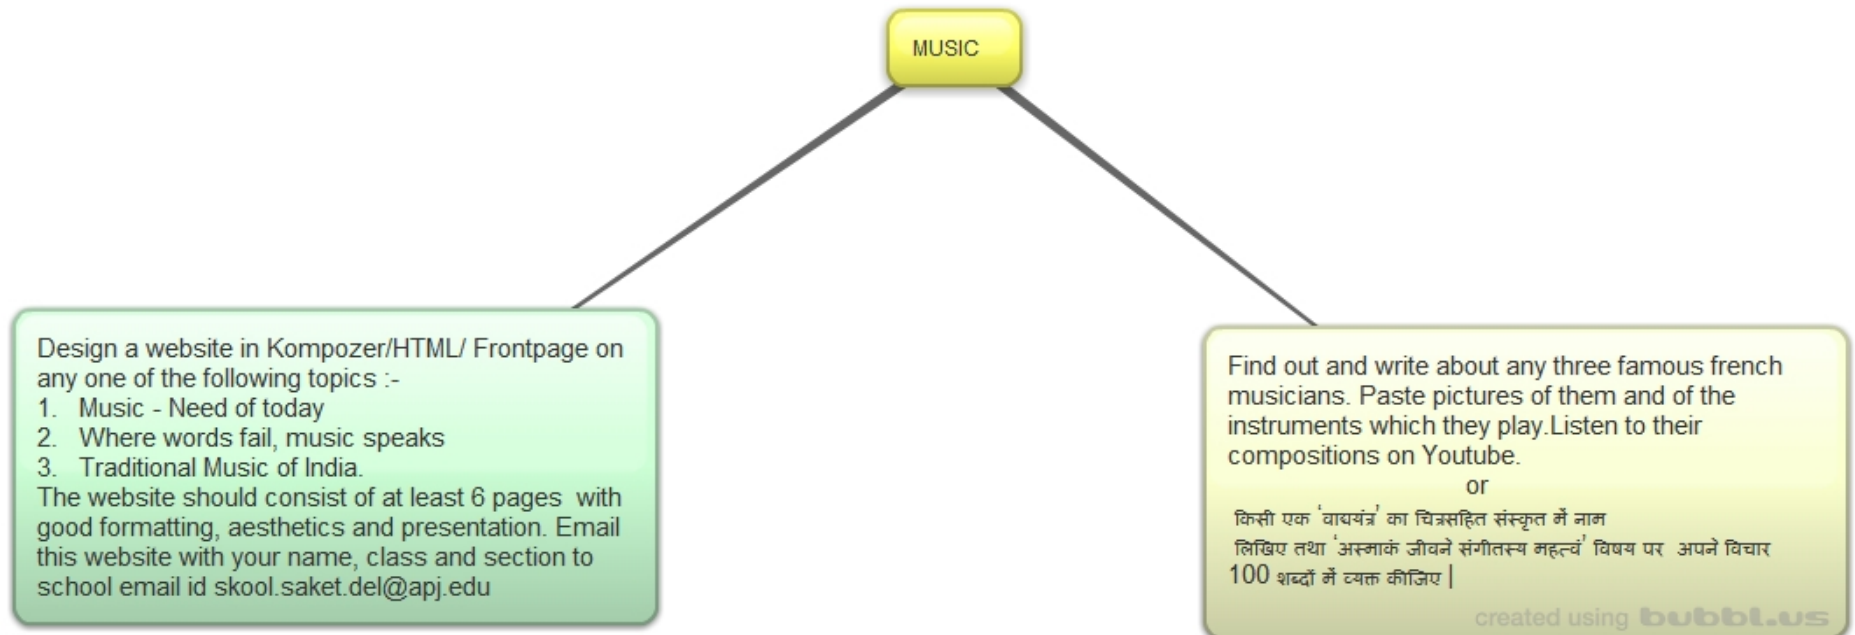 MUSIC
Design a website in Kompozer/HTML/ Frontpage on
any one of the following topics :-
1. Music - Need of today
2. Where words fail, music speaks
3. Traditional Music of India.
The website should consist of at least 6 pages with
good formatting, aesthetics and presentation. Email
this website with your name, class and section to
school email id skool.saket.del@apj.edu
Find out and write about any three famous french
musicians. Paste pictures of them and of the
instruments which they play.Listen to their
compositions on Youtube.
or
किसी एक 'वाद्ययंत्र' का चित्रसहित संस्कृत में नाम
लिखिए तथा 'अस्माकं जीवने संगीतस्य महत्वं' विषय पर अपने विचार
100 शब्दों में व्यक्त कीजिए |
created using bubbl.us